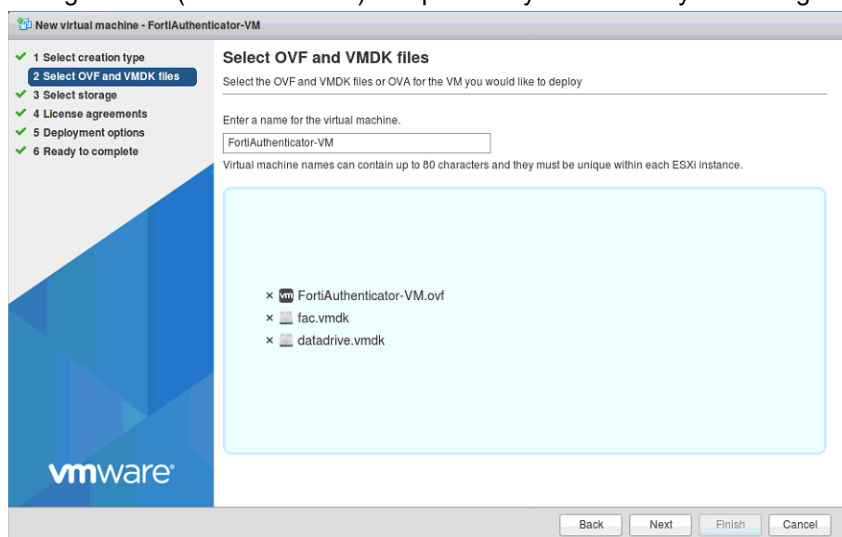 New virtual machine - FortiAuthenticator-VM
1 Select creation type
2 Select OVF and VMDK files
3 Select storage
4 License agreements
5 Deployment options
6 Ready to complete
Select OVF and VMDK files
Select the OVF and VMDK files or OVA for the VM you would like to deploy
Enter a name for the virtual machine.
FortiAuthenticator-VM
Virtual machine names can contain up to 80 characters and they must be unique within each ESXi instance.
× vm FortiAuthenticator-VM.ovf
× fac.vmdk
× datadrive.vmdk
vmware®
Back Next Finish Cancel